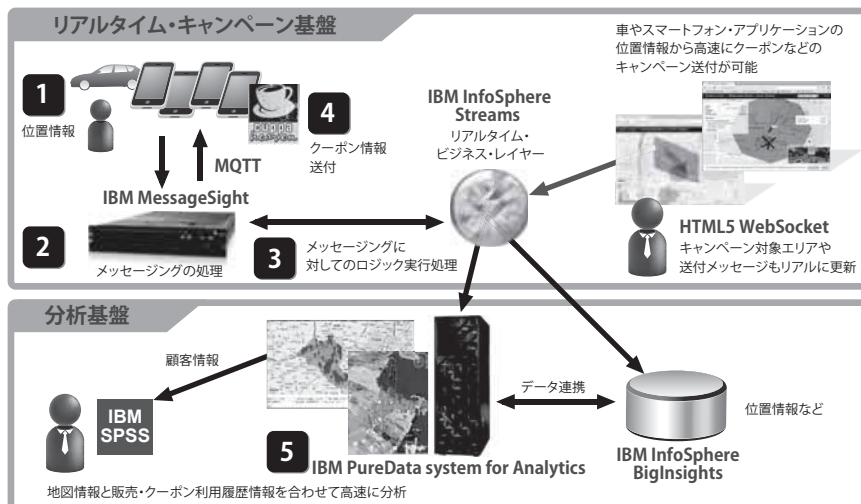 リアルタイム・キャンペーン基盤
車やスマートフォン・アプリケーションの
位置情報から高速にクーポンなどの
キャンペーン送付が可能
1
位置情報
4
クーポン情報
送付
MQTT
IBM InfoSphere
Streams
リアルタイム・
ビジネス・レイヤー
IBM MessageSight
2
メッセージングの処理
3
メッセージングに
対してのロジック実行処理
HTML5 WebSocket
キャンペーン対象エリアや
送付メッセージもリアルに更新
分析基盤
顧客情報
IBM
SPSS
データ連携
位置情報など
5
IBM PureData system for Analytics
IBM InfoSphere
BigInsights
地図情報と販売・クーポン利用履歴情報を合わせて高速に分析